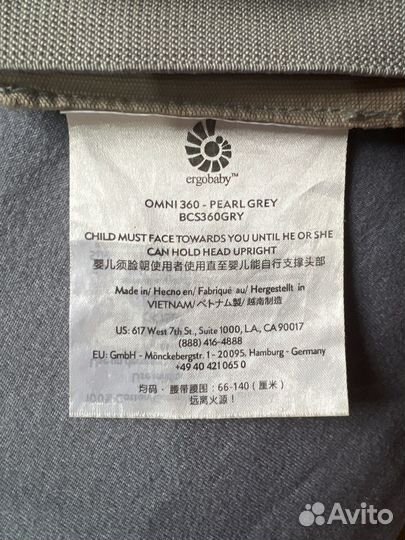 ergobaby™
OMNI 360 - PEARL GREY
BCS360GRY
CHILD MUST FACE TOWARDS YOU UNTIL HE OR SHE
CAN HOLD HEAD UPRIGHT
婴儿须脸朝使用者使用直至婴儿能自行支撑头部
Made in/ Hecho en/ Fabriqué au/ Hergestellt in
VIETNAM/ベトナム製/越南制造
US: 617 West 7th St., Suite 1000, LA, CA 90017
(888) 416-4888
EU: GmbH - Mönckebergstr. 1 - 20095, Hamburg - Germany
+49 40 421 065 0
均码·腰带腰围：66-140（厘米）
远离火源！
Avito